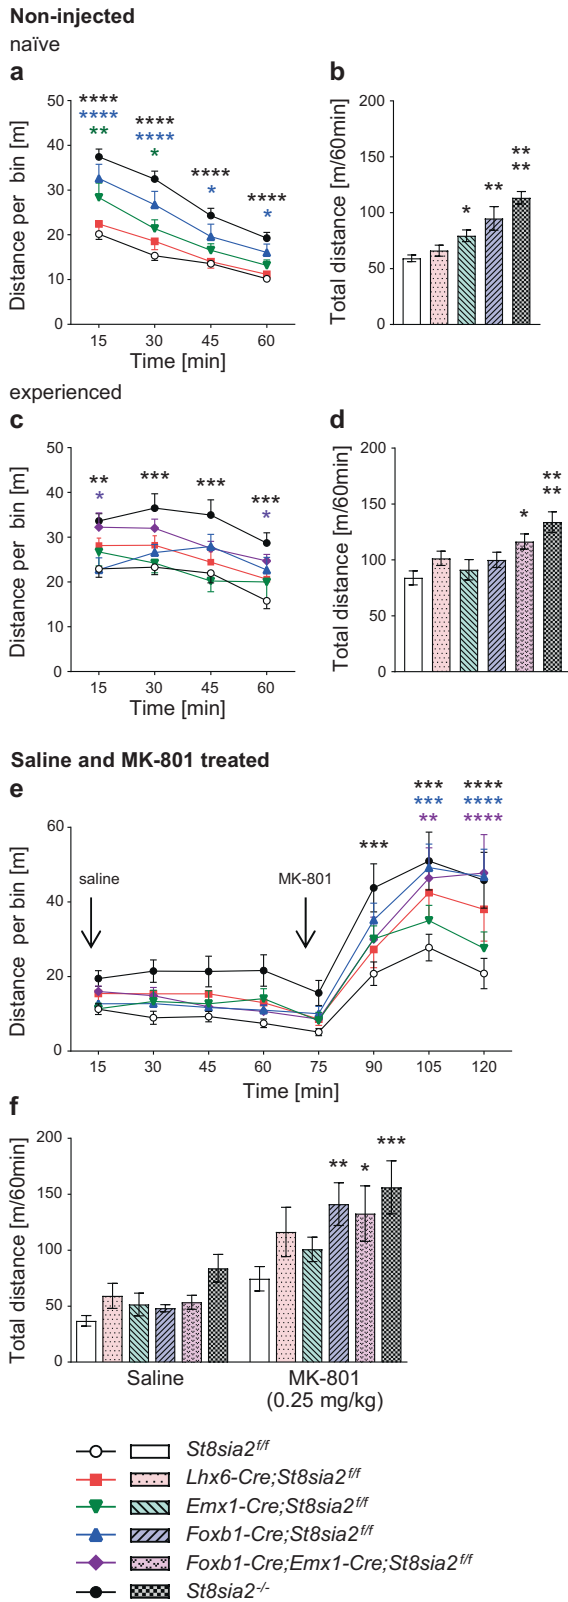 Non-injected
naïve
a
b
****
****
**
****
****
*
****
*
****
*
50
40
30
20
10
0
Distance per bin [m]
15 30 45 60
Time [min]
200
150
100
50
0
Total distance [m/60min]
*
**
**
**
experienced
c
d
50
40
30
20
10
0
Distance per bin [m]
**
*
***
***
***
*
15 30 45 60
Time [min]
200
150
100
50
0
Total distance [m/60min]
*
**
**
Saline and MK-801 treated
e
60
40
20
0
Distance per bin [m]
saline
MK-801
***
***
***
**
****
****
****
15 30 45 60 75 90 105 120
Time [min]
f
200
150
100
50
0
Total distance [m/60min]
**
*
***
Saline
MK-801
(0.25 mg/kg)
St8sia2f/f
Lhx6-Cre;St8sia2f/f
Emx1-Cre;St8sia2f/f
Foxb1-Cre;St8sia2f/f
Foxb1-Cre;Emx1-Cre;St8sia2f/f
St8sia2-/-